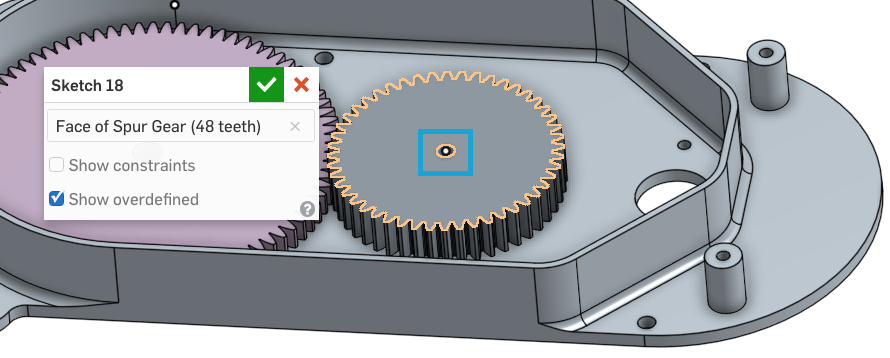 Sketch 18
Face of Spur Gear (48 teeth)
Show constraints
Show overdefined